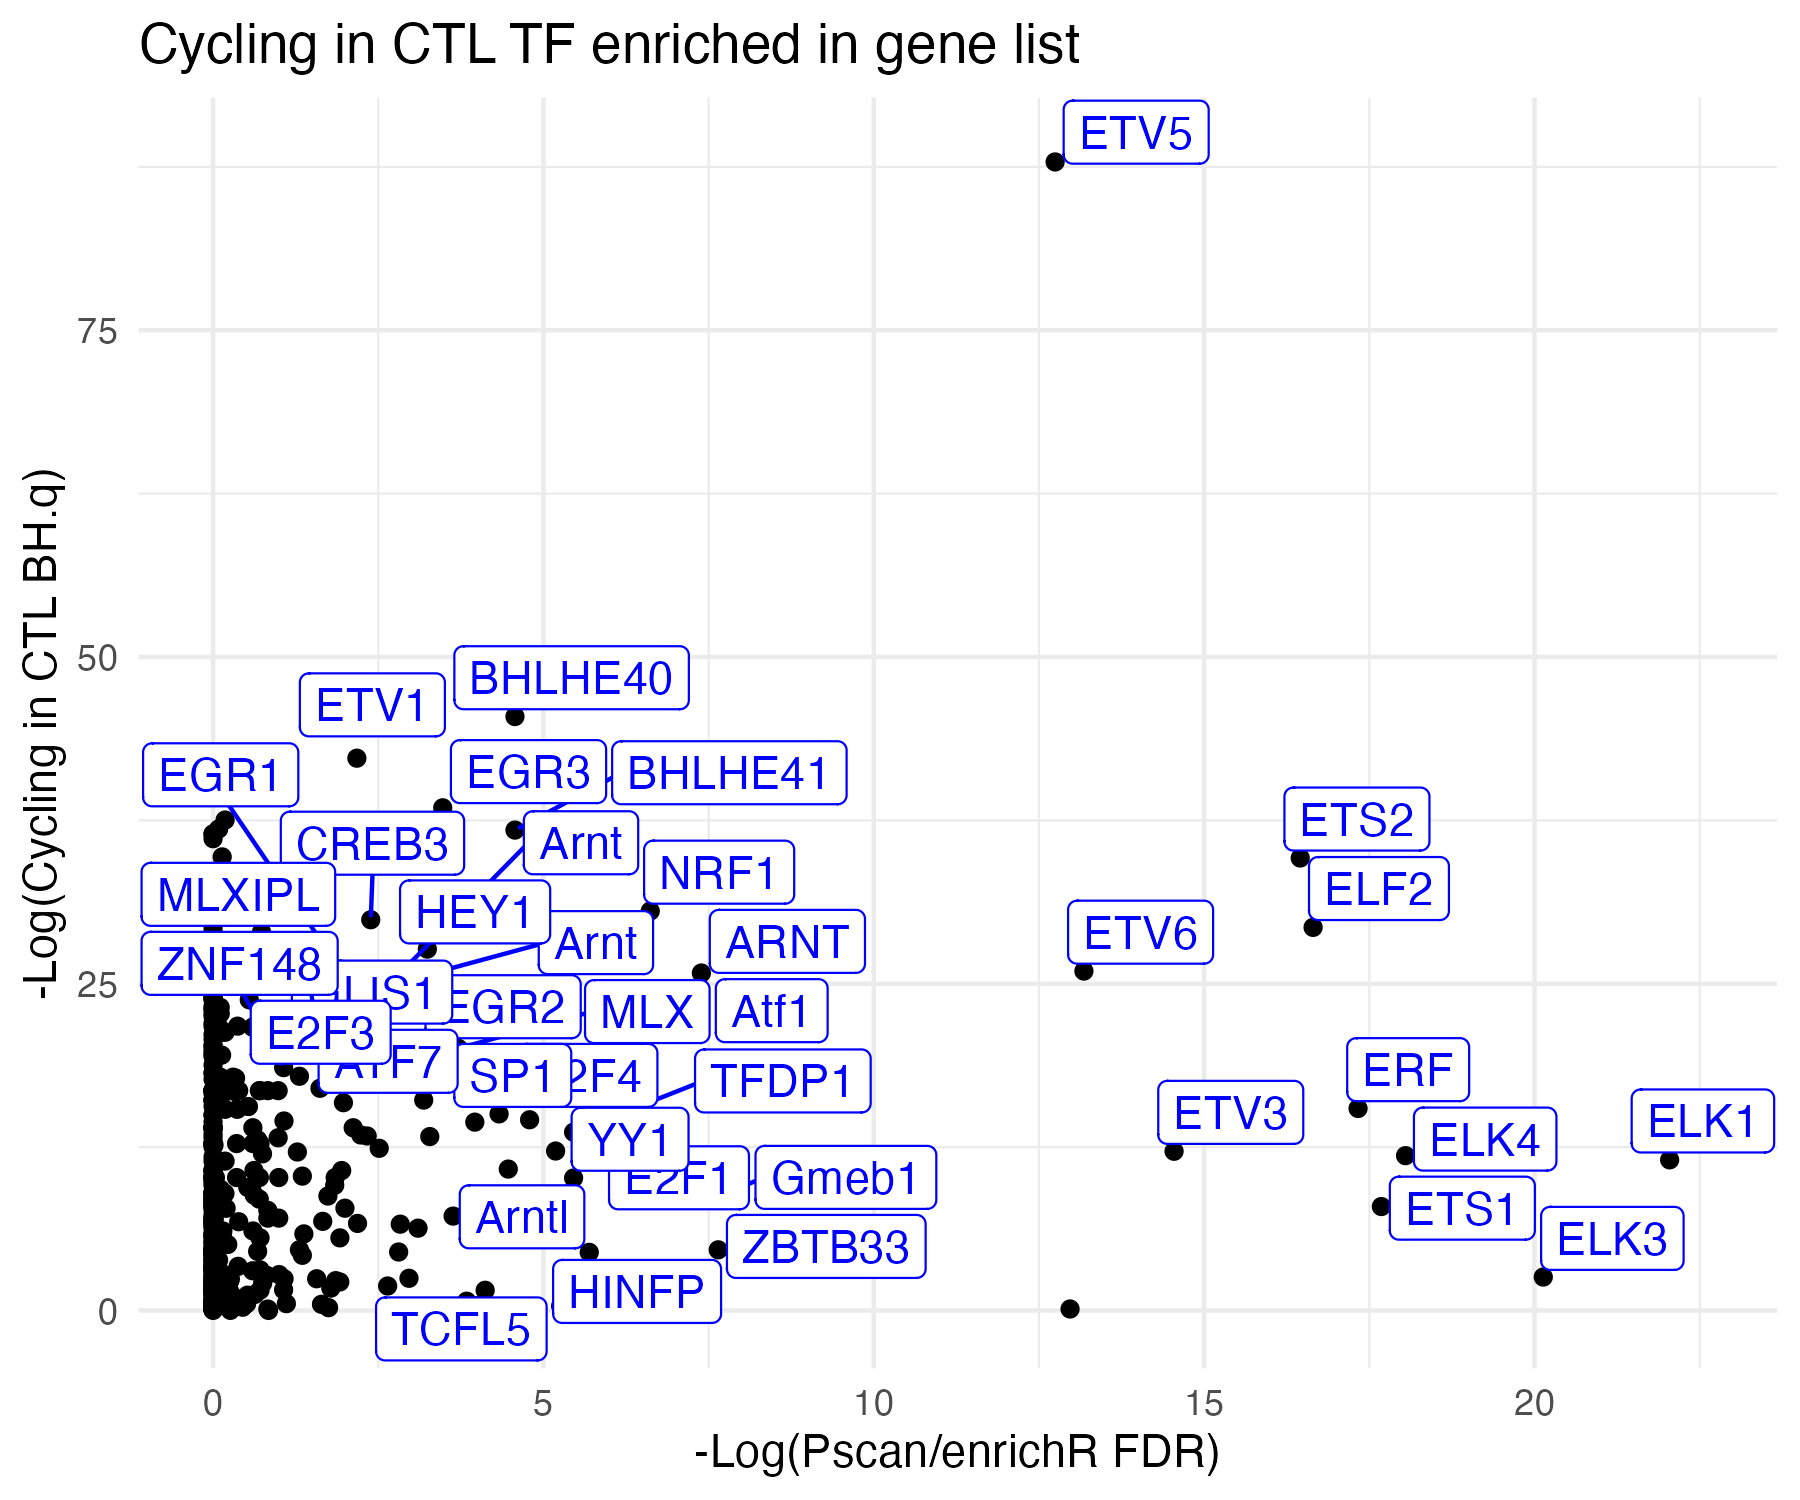 Cycling in CTL TF enriched in gene list
ETV5
75
-Log(Cycling in CTL BH.q)
50
BHLHE40
ETV1
EGR1
EGR3
BHLHE41
CREB3
Arnt
ETS2
NRF1
ELF2
MLXIPL
HEY1
Arnt
ARNT
ETV6
ZNF148
25
EGR2
MLX
Atf1
E2F3
SP1
TFDP1
ERF
ETV3
ELK1
YY1
ELK4
E2F1
Gmeb1
Arntl
ETS1
ZBTB33
ELK3
HINFP
0
TCFL5
0
5
10
15
20
-Log(Pscan/enrichR FDR)